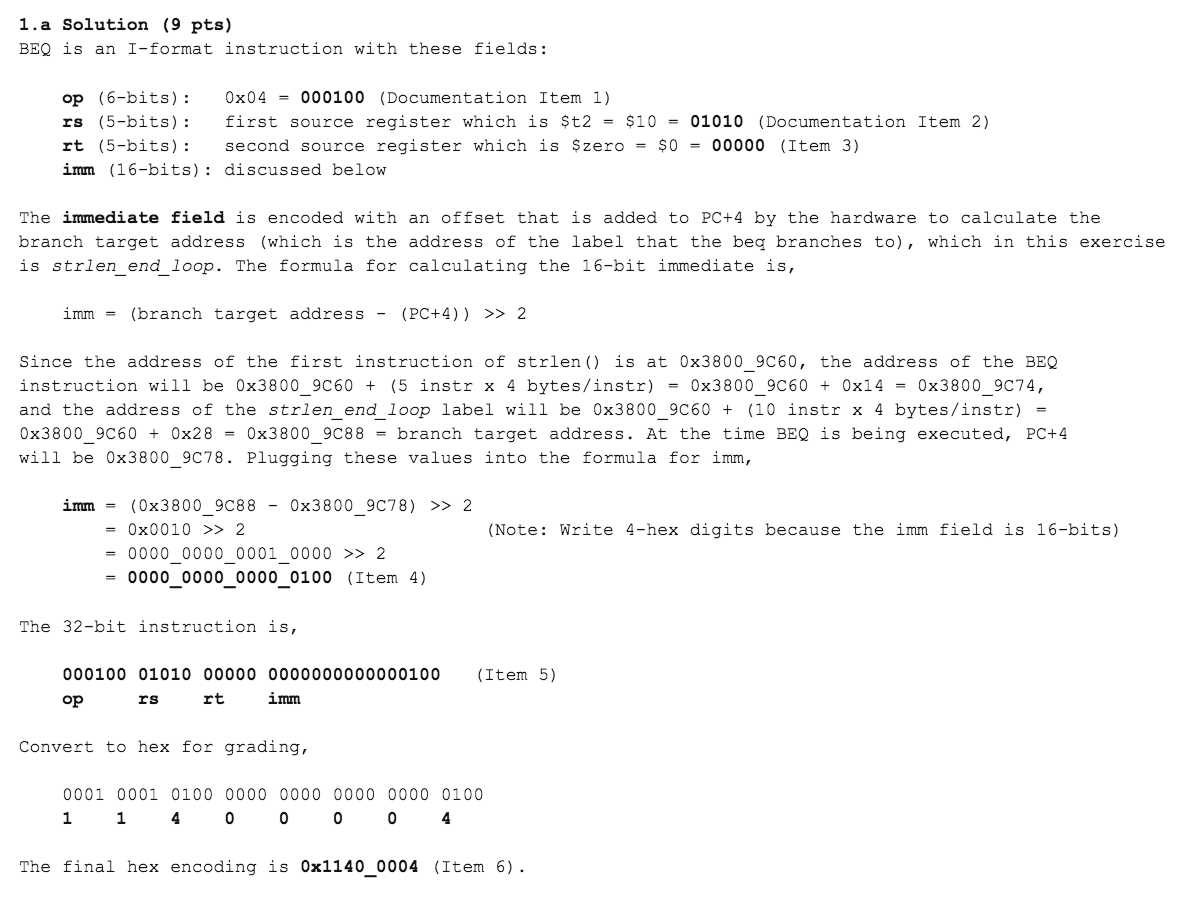 1.a Solution (9 pts)
BEQ is an I-format instruction with these fields:
op (6-bits): 0x04 = 000100 (Documentation Item 1)
rs (5-bits): first source register which is $t2 = $10 = 01010 (Documentation Item 2)
rt (5-bits): second source register which is $zero = $0 = 00000 (Item 3)
imm (16-bits): discussed below
The immediate field is encoded with an offset that is added to PC+4 by the hardware to calculate the
branch target address (which is the address of the label that the beq branches to), which in this exercise
is strlen_end_loop. The formula for calculating the 16-bit immediate is,
imm = (branch target address - (PC+4)) >> 2
Since the address of the first instruction of strlen() is at 0x3800_9C60, the address of the BEQ
instruction will be 0x3800_9C60 + (5 instr x 4 bytes/instr) = 0x3800_9C60 + 0x14 = 0x3800_9C74,
and the address of the strlen_end_loop label will be 0x3800_9C60 + (10 instr x 4 bytes/instr) =
0x3800_9C60 + 0x28 = 0x3800_9C88 = branch target address. At the time BEQ is being executed, PC+4
will be 0x3800_9C78. Plugging these values into the formula for imm,
imm = (0x3800_9C88 - 0x3800_9C78) >> 2
= 0x0010 >> 2 (Note: Write 4-hex digits because the imm field is 16-bits)
= 0000_0000_0001_0000 >> 2
= 0000_0000_0000_0100 (Item 4)
The 32-bit instruction is,
000100 01010 00000 0000000000000100 (Item 5)
op rs rt imm
Convert to hex for grading,
0001 0001 0100 0000 0000 0000 0000 0100
1 1 4 0 0 0 0 4
The final hex encoding is 0x1140_0004 (Item 6).